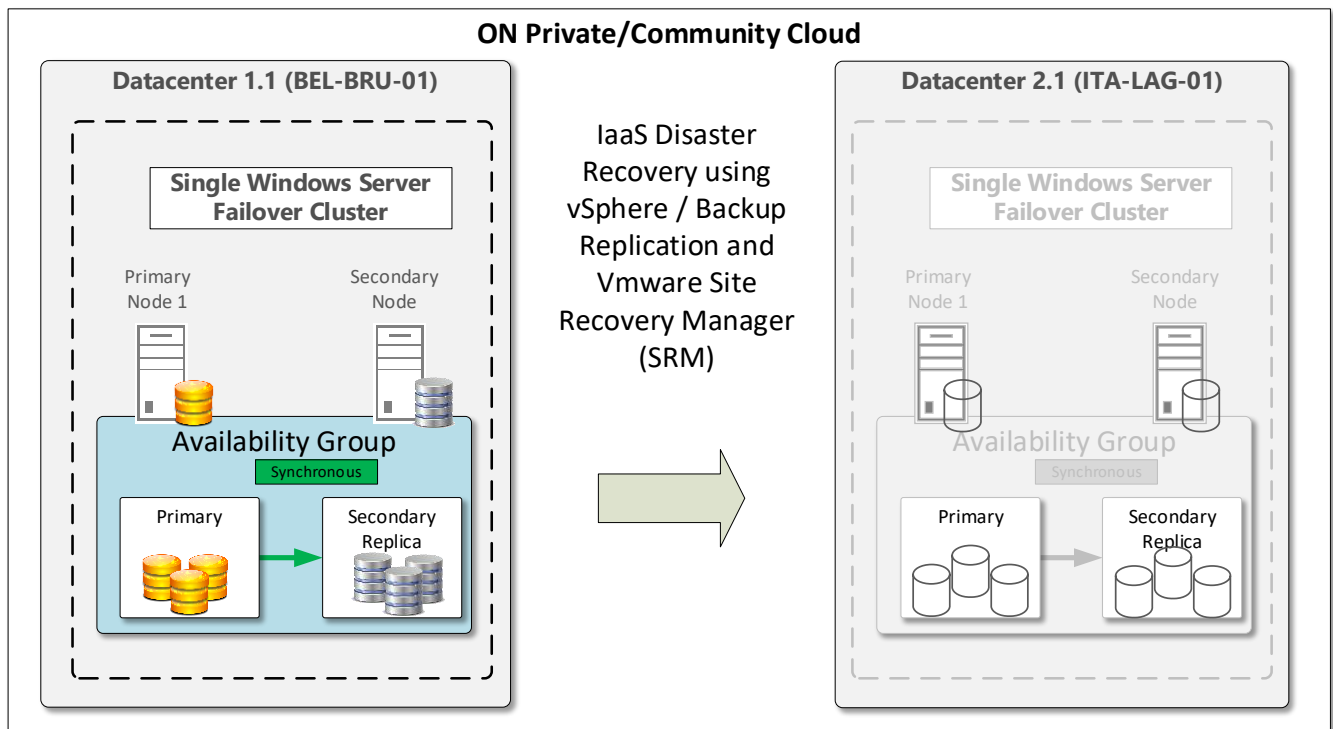 ON Private/Community Cloud
Datacenter 1.1 (BEL-BRU-01)
Single Windows Server
Failover Cluster
Primary
Node 1
Secondary
Node
Availability Group
Synchronous
Primary
Secondary
Replica
IaaS Disaster
Recovery using
vSphere / Backup
Replication and
Vmware Site
Recovery Manager
(SRM)
Datacenter 2.1 (ITA-LAG-01)
Single Windows Server
Failover Cluster
Primary
Node 1
Secondary
Node
Availability Group
Synchronous
Primary
Secondary
Replica